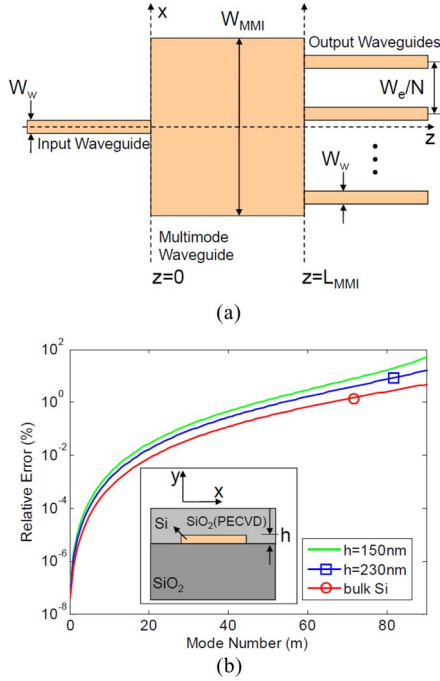 x
W_MMI
Output Waveguides
W_w
W_e/N
Input Waveguide
z
W_w
Multimode
Waveguide
z=0
z=L_MMI
(a)
(b)
10^2
10^0
10^-2
10^-4
10^-6
10^-8
Relative Error (%)
y
x
Si
SiO_2(PECVD)
h
SiO_2
h=150nm
h=230nm
bulk Si
0
20
40
60
80
Mode Number (m)
(b)